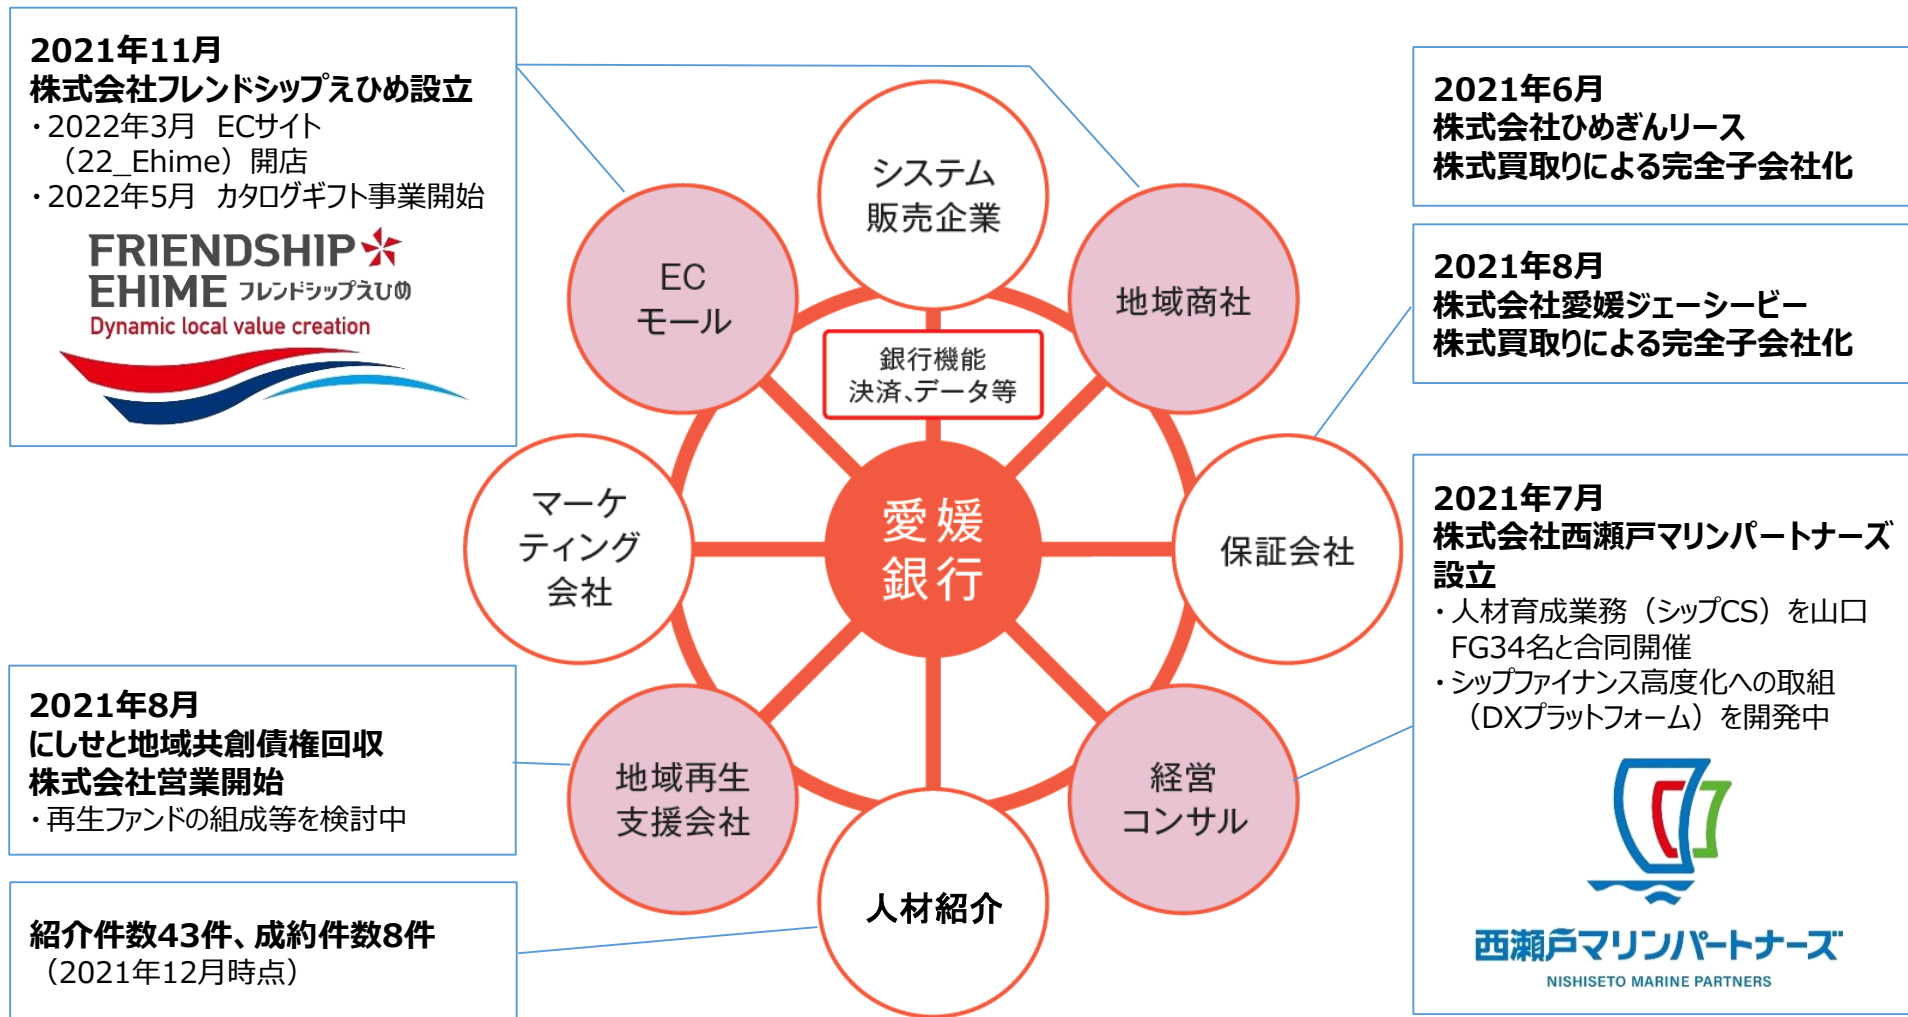 2021年11月
株式会社フレンドシップえひめ設立
・2022年3月 ECサイト
（22_Ehime）開店
・2022年5月 カタログギフト事業開始
FRIENDSHIP
EHIME フレンドシップえひめ
Dynamic local value creation
2021年8月
にしせと地域共創債権回収
株式会社営業開始
・再生ファンドの組成等を検討中
紹介件数43件、成約件数8件
（2021年12月時点）
システム
販売企業
EC
モール
地域商社
銀行機能
決済、データ等
マーケ
ティング
会社
愛媛
銀行
保証会社
地域再生
支援会社
経営
コンサル
人材紹介
2021年6月
株式会社ひめぎんリース
株式買取りによる完全子会社化
2021年8月
株式会社愛媛ジェーシービー
株式買取りによる完全子会社化
2021年7月
株式会社西瀬戸マリンパートナーズ
設立
・人材育成業務（シップCS）を山口
FG34名と合同開催
・シップファイナンス高度化への取組
（DXプラットフォーム）を開発中
西瀬戸マリンパートナーズ
NISHISETO MARINE PARTNERS